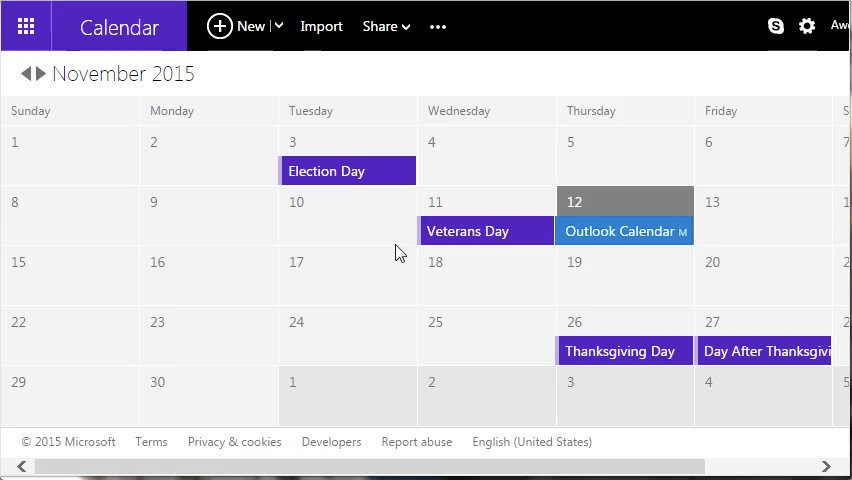 Calendar New Import Share Awe
November 2015
Sunday Monday Tuesday Wednesday Thursday Friday S
1 2 3 4 5 6 7
Election Day
8 9 10 11 12 13 1
Veterans Day Outlook Calendar M
15 16 17 18 19 20 2
22 23 24 25 26 27 2
Thanksgiving Day Day After Thanksgivi
29 30 1 2 3 4 5
© 2015 Microsoft Terms Privacy & cookies Developers Report abuse English (United States)